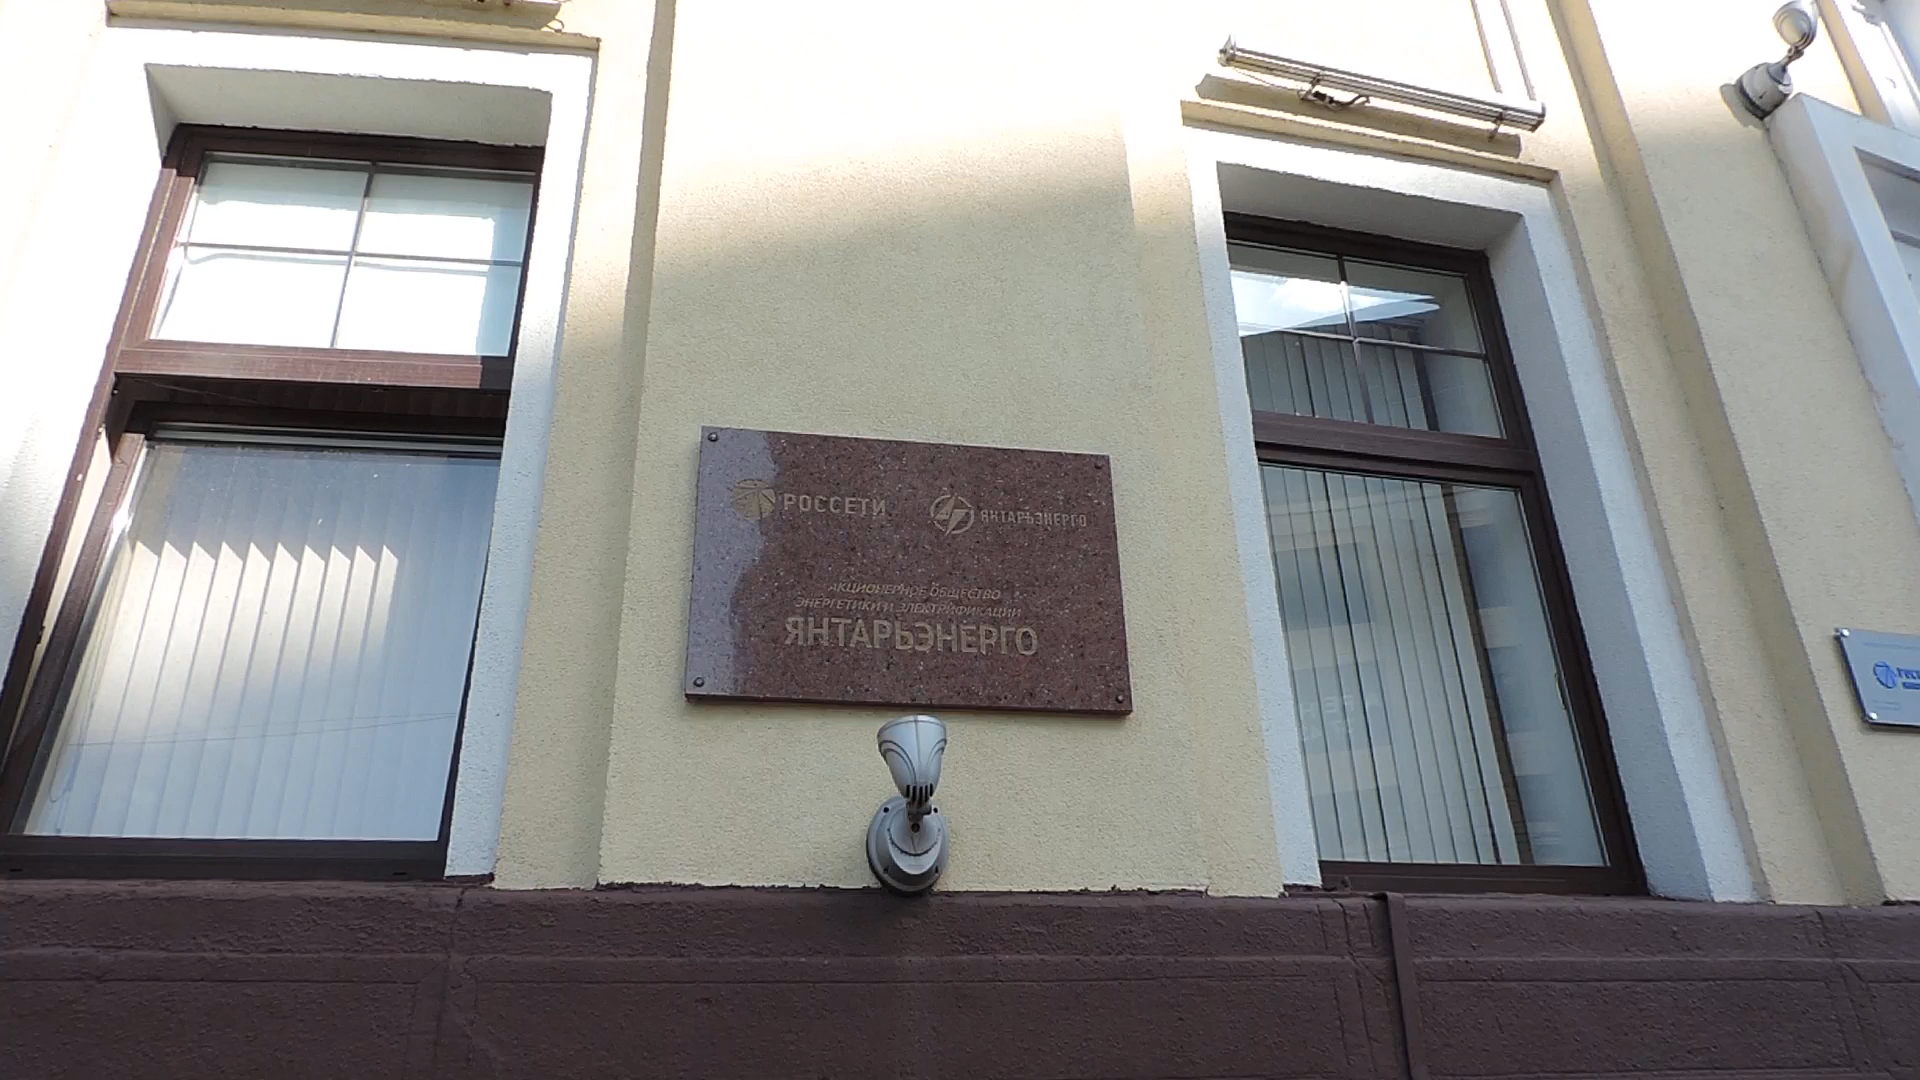 РОССЕТИ ЯНТАРЬЭНЕРГО
АКЦИОНЕРНОЕ ОБЩЕСТВО
ЭНЕРГЕТИКИ И ЭЛЕКТРИФИКАЦИИ
ЯНТАРЬЭНЕРГО